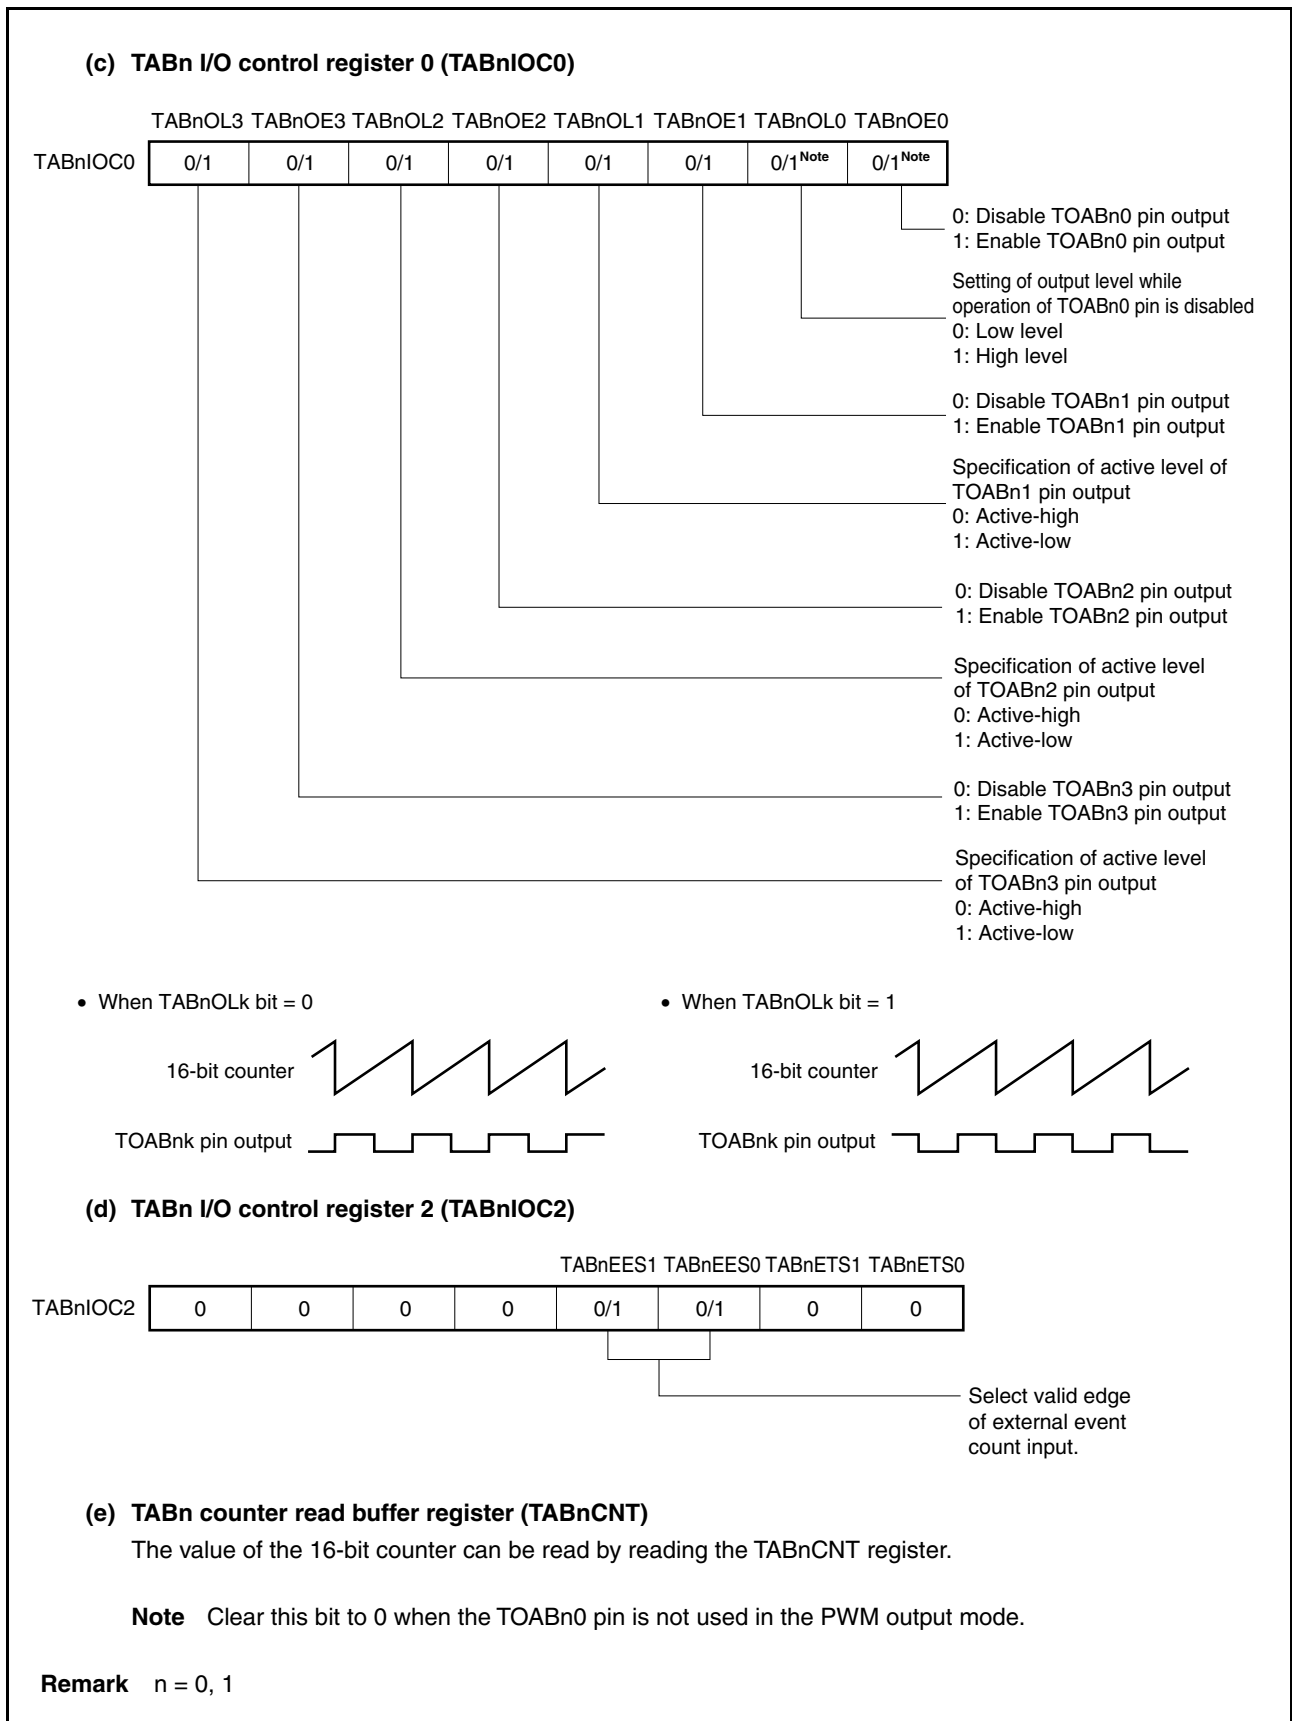 (c) TABn I/O control register 0 (TABnIOC0)
TABnOL3 TABnOE3 TABnOL2 TABnOE2 TABnOL1 TABnOE1 TABnOL0 TABnOE0
TABnIOC0 0/1 0/1 0/1 0/1 0/1 0/1 0/1Note 0/1Note
0: Disable TOABn0 pin output
1: Enable TOABn0 pin output
Setting of output level while
operation of TOABn0 pin is disabled
0: Low level
1: High level
0: Disable TOABn1 pin output
1: Enable TOABn1 pin output
Specification of active level of
TOABn1 pin output
0: Active-high
1: Active-low
0: Disable TOABn2 pin output
1: Enable TOABn2 pin output
Specification of active level
of TOABn2 pin output
0: Active-high
1: Active-low
0: Disable TOABn3 pin output
1: Enable TOABn3 pin output
Specification of active level
of TOABn3 pin output
0: Active-high
1: Active-low
• When TABnOLk bit = 0
16-bit counter
TOABnk pin output
• When TABnOLk bit = 1
16-bit counter
TOABnk pin output
(d) TABn I/O control register 2 (TABnIOC2)
TABnEES1 TABnEES0 TABnETS1 TABnETS0
TABnIOC2 0 0 0 0 0/1 0/1 0 0
Select valid edge
of external event
count input.
(e) TABn counter read buffer register (TABnCNT)
The value of the 16-bit counter can be read by reading the TABnCNT register.
Note Clear this bit to 0 when the TOABn0 pin is not used in the PWM output mode.
Remark n = 0, 1